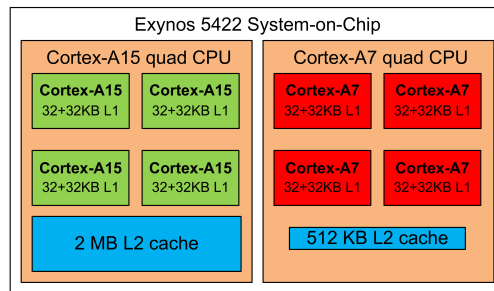 Exynos 5422 System-on-Chip
Cortex-A15 quad CPU
Cortex-A15
32+32KB L1
Cortex-A15
32+32KB L1
Cortex-A15
32+32KB L1
Cortex-A15
32+32KB L1
2 MB L2 cache
Cortex-A7 quad CPU
Cortex-A7
32+32KB L1
Cortex-A7
32+32KB L1
Cortex-A7
32+32KB L1
Cortex-A7
32+32KB L1
512 KB L2 cache